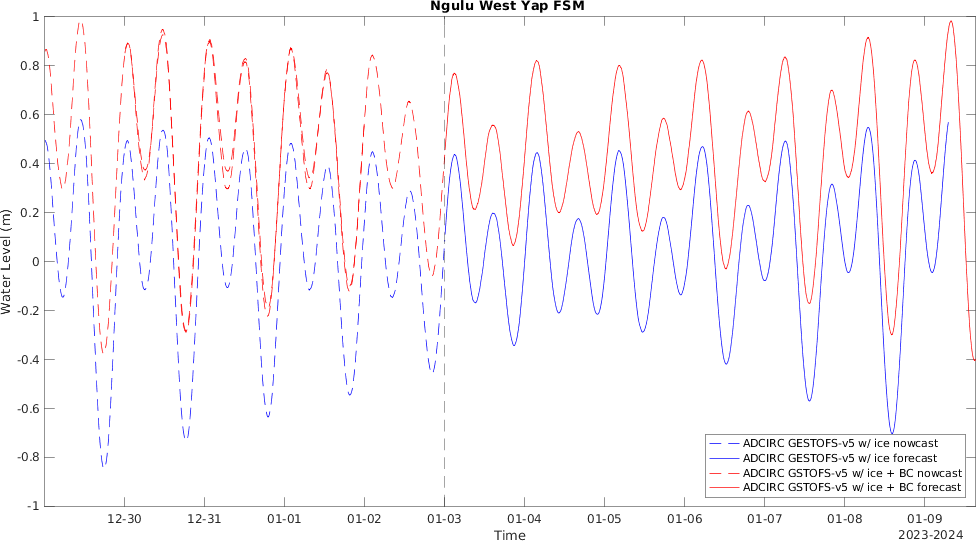 Ngulu West Yap FSM
1
0.8
0.6
0.4
0.2
0
-0.2
-0.4
-0.6
-0.8
-1
Water Level (m)
ADCIRC GESTOFS-v5 w/ ice nowcast
ADCIRC GESTOFS-v5 w/ ice forecast
ADCIRC GSTOFS-v5 w/ ice + BC nowcast
ADCIRC GSTOFS-v5 w/ ice + BC forecast
12-30 12-31 01-01 01-02 01-03 01-04 01-05 01-06 01-07 01-08 01-09
Time
2023-2024